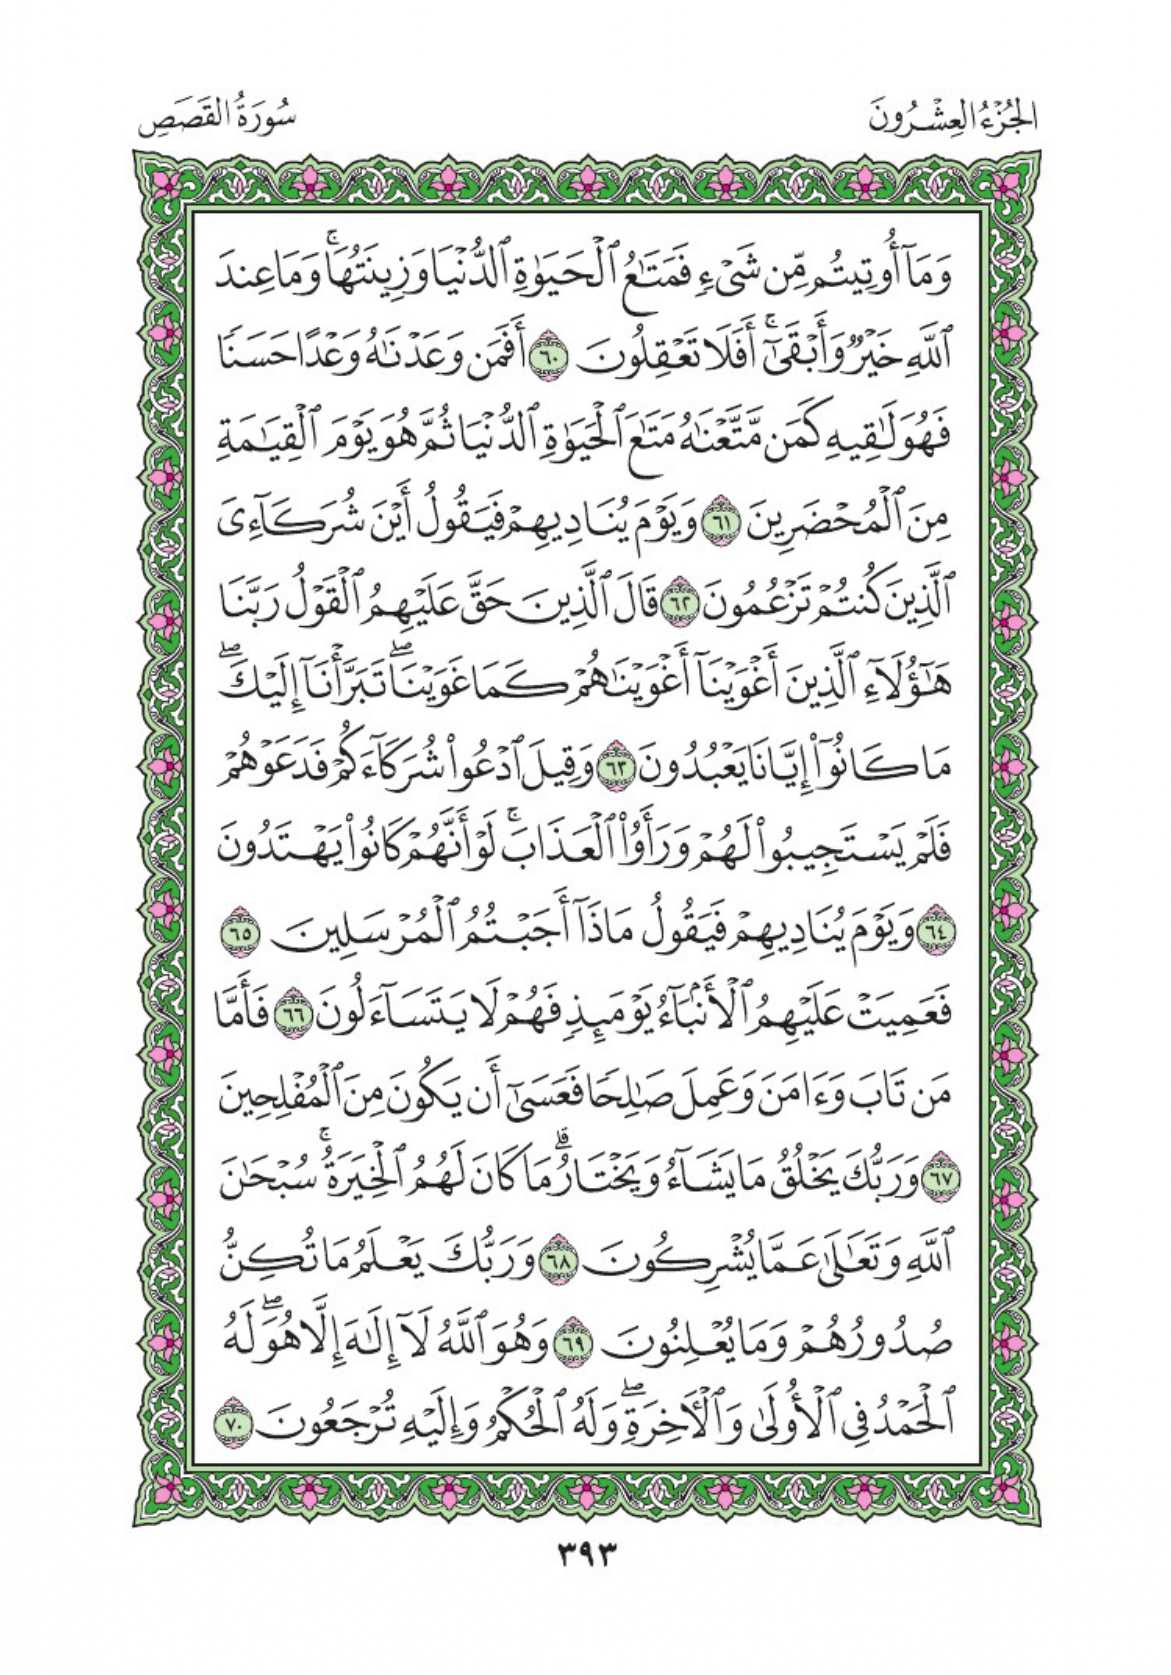 الجُزْءُ العِشْرُونَ
سُورَةُ القَصَصِ
وَمَآ أُوتِيتُم مِّن شَىْءٍ فَمَتَـٰعُ ٱلْحَيَوٰةِ ٱلدُّنْيَا وَزِينَتُهَا ۚ وَمَا عِندَ
ٱللَّهِ خَيْرٌ وَأَبْقَىٰٓ ۚ أَفَلَا تَعْقِلُونَ ٦٠ أَفَمَن وَعَدْنَـٰهُ وَعْدًا حَسَنًا
فَهُوَ لَـٰقِيهِ كَمَن مَّتَّعْنَـٰهُ مَتَـٰعَ ٱلْحَيَوٰةِ ٱلدُّنْيَا ثُمَّ هُوَ يَوْمَ ٱلْقِيَـٰمَةِ
مِنَ ٱلْمُحْضَرِينَ ٦١ وَيَوْمَ يُنَادِيهِمْ فَيَقُولُ أَيْنَ شُرَكَآءِىَ
ٱلَّذِينَ كُنتُمْ تَزْعُمُونَ ٦٢ قَالَ ٱلَّذِينَ حَقَّ عَلَيْهِمُ ٱلْقَوْلُ رَبَّنَا
هَـٰٓؤُلَآءِ ٱلَّذِينَ أَغْوَيْنَآ أَغْوَيْنَـٰهُمْ كَمَا غَوَيْنَا ۖ تَبَرَّأْنَآ إِلَيْكَ ۖ
مَا كَانُوٓا۟ إِيَّانَا يَعْبُدُونَ ٦٣ وَقِيلَ ٱدْعُوا۟ شُرَكَآءَكُمْ فَدَعَوْهُمْ
فَلَمْ يَسْتَجِيبُوا۟ لَهُمْ وَرَأَوُا۟ ٱلْعَذَابَ ۚ لَوْ أَنَّهُمْ كَانُوا۟ يَهْتَدُونَ
٦٤ وَيَوْمَ يُنَادِيهِمْ فَيَقُولُ مَاذَآ أَجَبْتُمُ ٱلْمُرْسَلِينَ ٦٥
فَعَمِيَتْ عَلَيْهِمُ ٱلْأَنۢبَآءُ يَوْمَئِذٍ فَهُمْ لَا يَتَسَآءَلُونَ ٦٦ فَأَمَّا
مَن تَابَ وَءَامَنَ وَعَمِلَ صَـٰلِحًا فَعَسَىٰٓ أَن يَكُونَ مِنَ ٱلْمُفْلِحِينَ
٦٧ وَرَبُّكَ يَخْلُقُ مَا يَشَآءُ وَيَخْتَارُ ۗ مَا كَانَ لَهُمُ ٱلْخِيَرَةُ ۚ سُبْحَـٰنَ
ٱللَّهِ وَتَعَـٰلَىٰ عَمَّا يُشْرِكُونَ ٦٨ وَرَبُّكَ يَعْلَمُ مَا تُكِنُّ
صُدُورُهُمْ وَمَا يُعْلِنُونَ ٦٩ وَهُوَ ٱللَّهُ لَآ إِلَـٰهَ إِلَّا هُوَ ۖ لَهُ
ٱلْحَمْدُ فِى ٱلْأُولَىٰ وَٱلْـَٔاخِرَةِ ۖ وَلَهُ ٱلْحُكْمُ وَإِلَيْهِ تُرْجَعُونَ ٧٠
٣٩٣